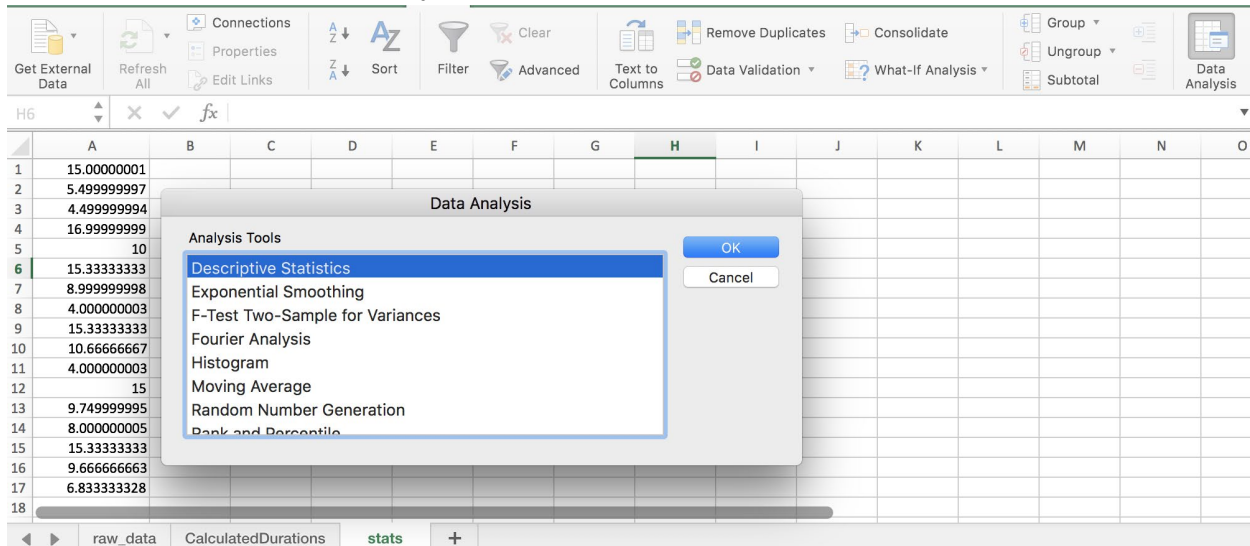 Connections
Properties
Edit Links
Get External
Data
Refresh
All
A
Z
Z
A
AZ
Sort
Filter
Clear
Advanced
Text to
Columns
Remove Duplicates
Data Validation
Consolidate
What-If Analysis
Group
Ungroup
Subtotal
Data
Analysis
H6 fx
A B C D E F G H I J K L M N O
1 15.00000001
2 5.499999997
3 4.499999994
4 16.99999999
5 10
6 15.33333333
7 8.999999998
8 4.000000003
9 15.33333333
10 10.66666667
11 4.000000003
12 15
13 9.749999995
14 8.000000005
15 15.33333333
16 9.666666663
17 6.833333328
18
Data Analysis
Analysis Tools
Descriptive Statistics
Exponential Smoothing
F-Test Two-Sample for Variances
Fourier Analysis
Histogram
Moving Average
Random Number Generation
Rank and Percentile
OK
Cancel
raw_data CalculatedDurations stats +